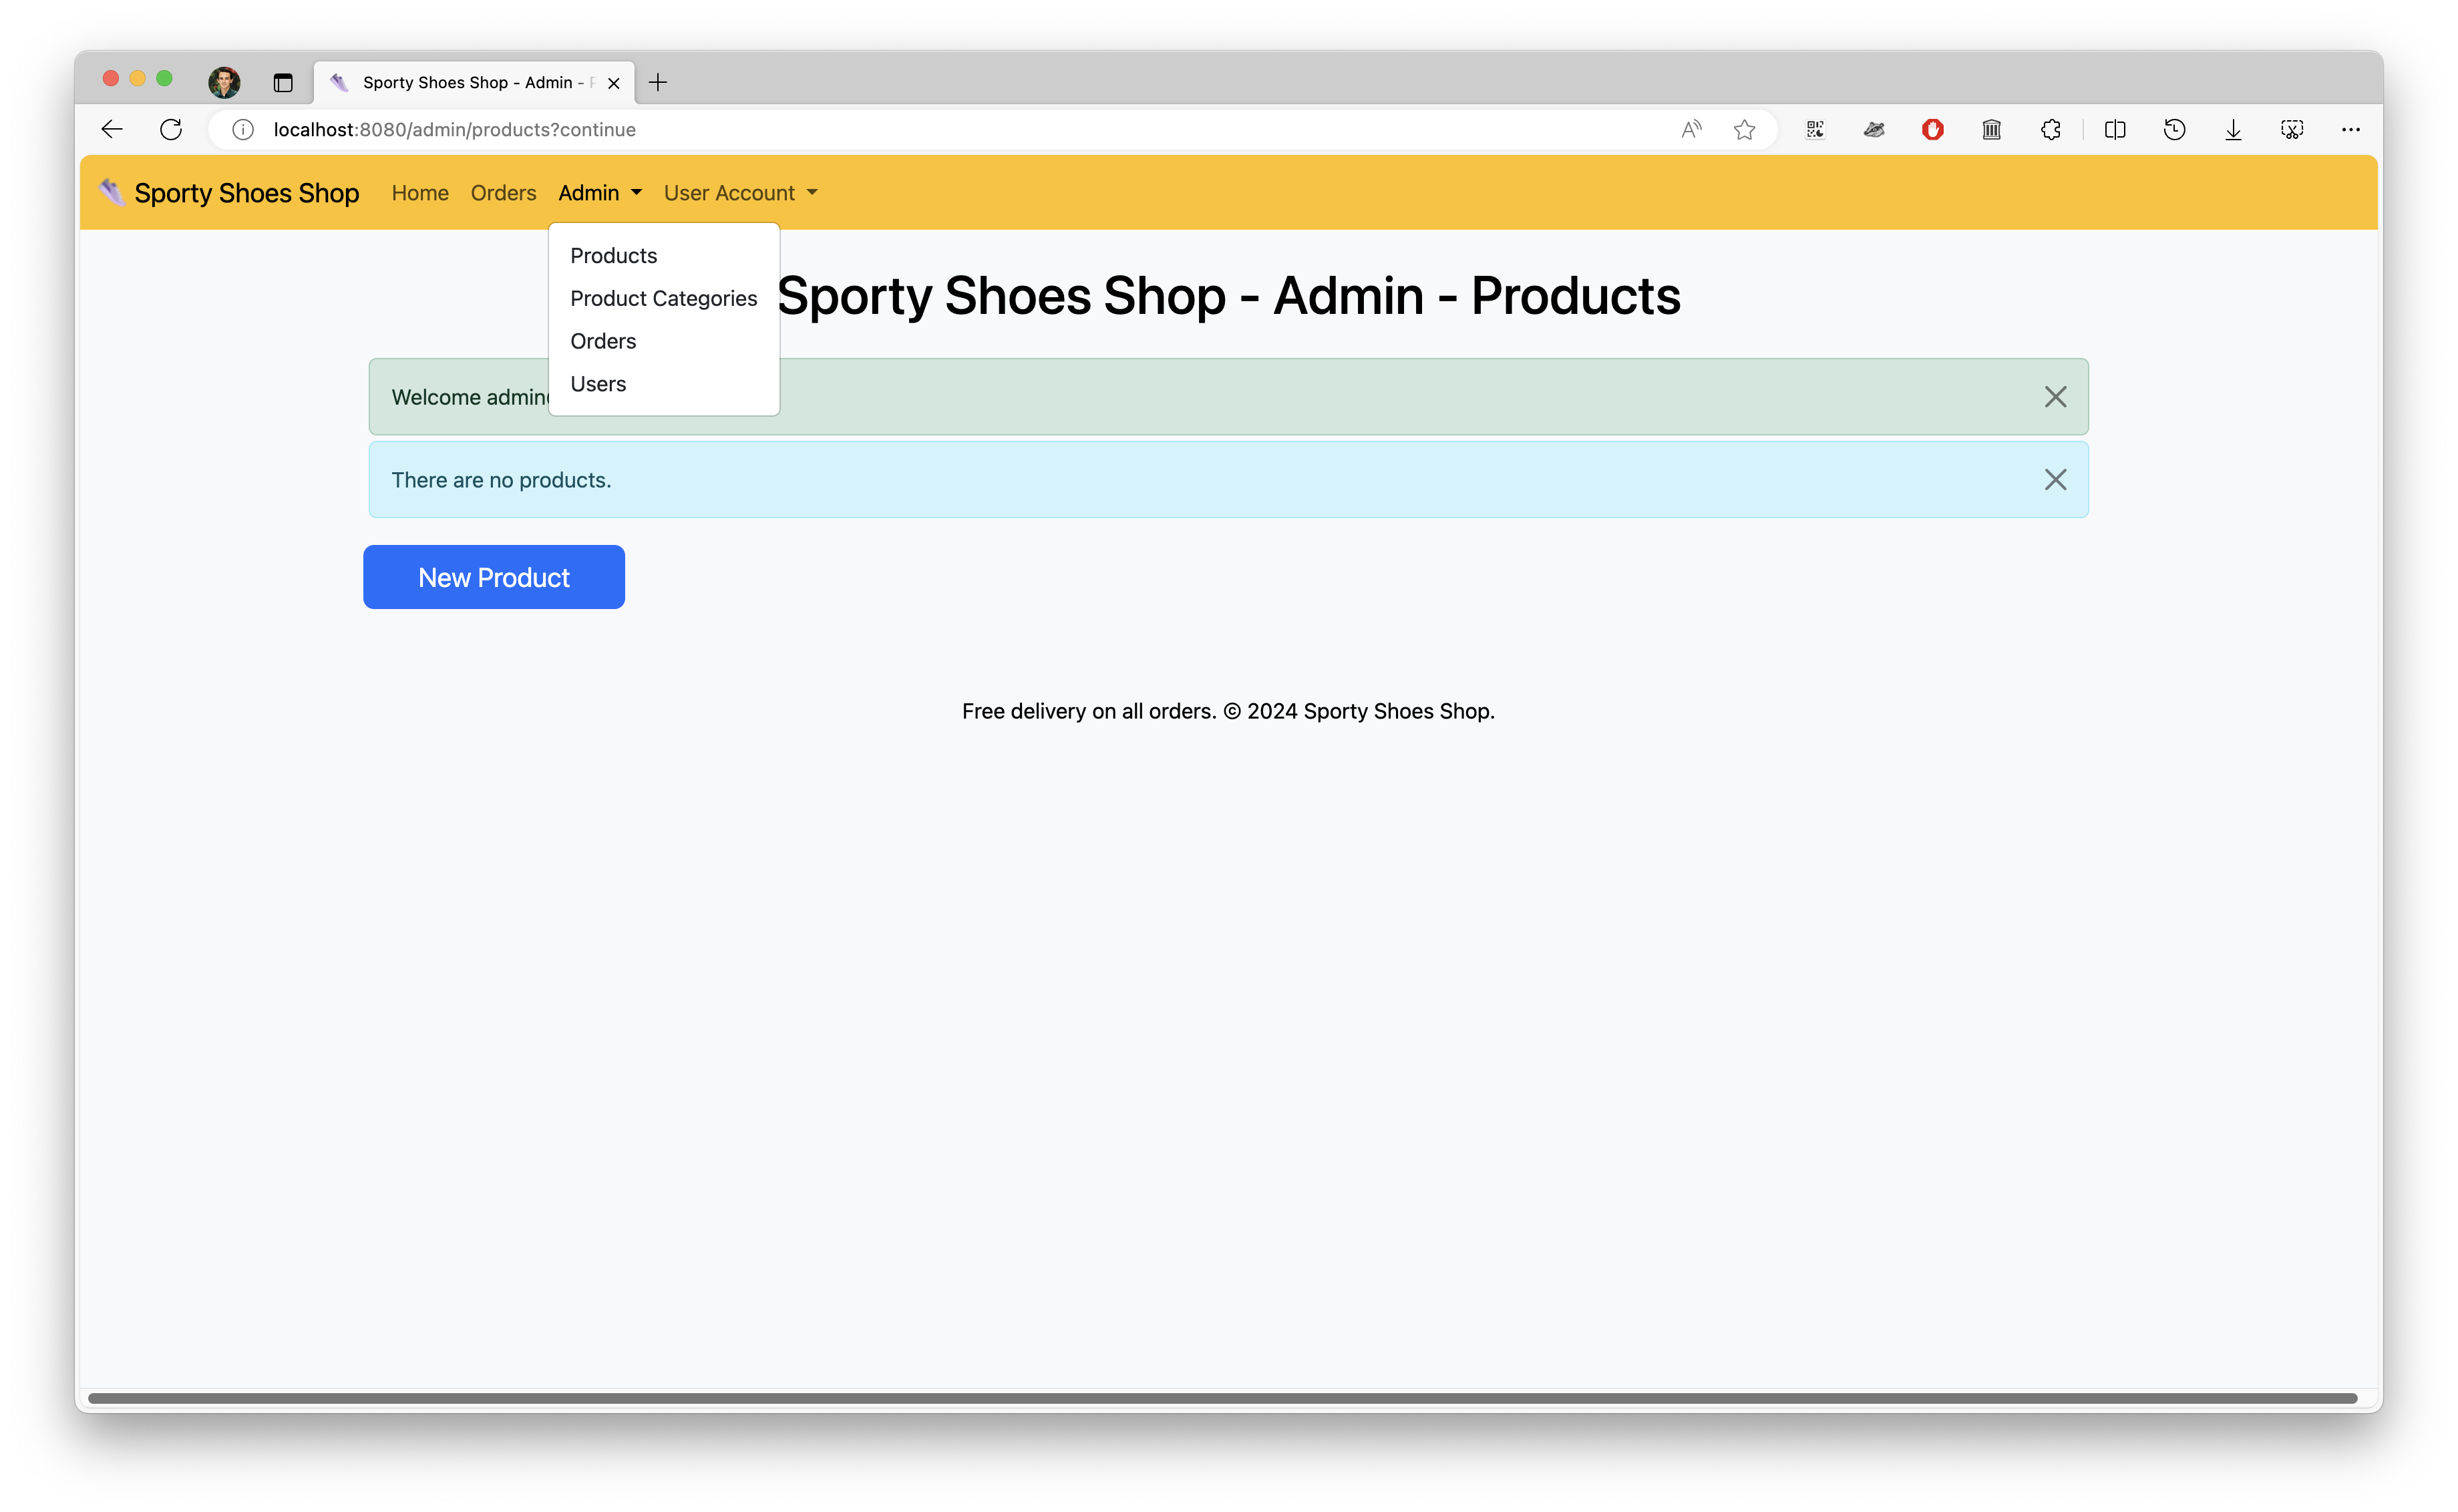 Sporty Shoes Shop - Admin -
localhost:8080/admin/products?continue
Sporty Shoes Shop Home Orders Admin User Account
Products
Product Categories
Orders
Users
Sporty Shoes Shop - Admin - Products
Welcome
There are no products.
New Product
Free delivery on all orders. © 2024 Sporty Shoes Shop.